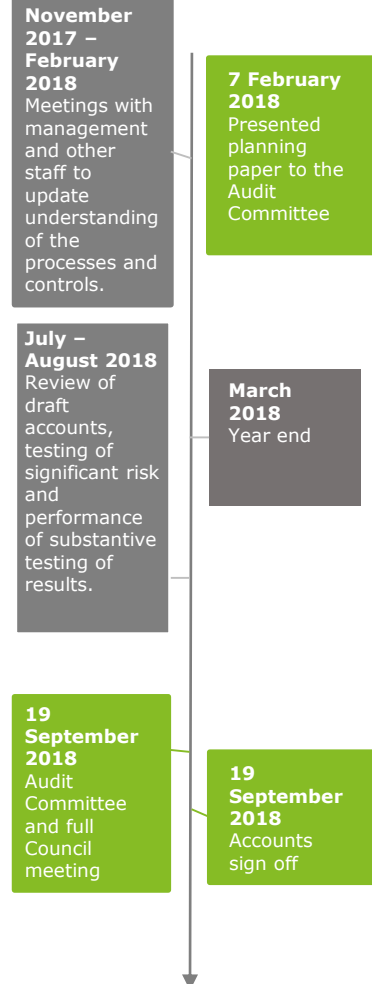 November
2017 –
February
2018
Meetings with
management
and other
staff to
update
understanding
of the
processes and
controls.
7 February
2018
Presented
planning
paper to the
Audit
Committee
March
2018
Year end
July –
August 2018
Review of
draft
accounts,
testing of
significant risk
and
performance
of substantive
testing of
results.
19
September
2018
Audit
Committee
and full
Council
meeting
19
September
2018
Accounts
sign off